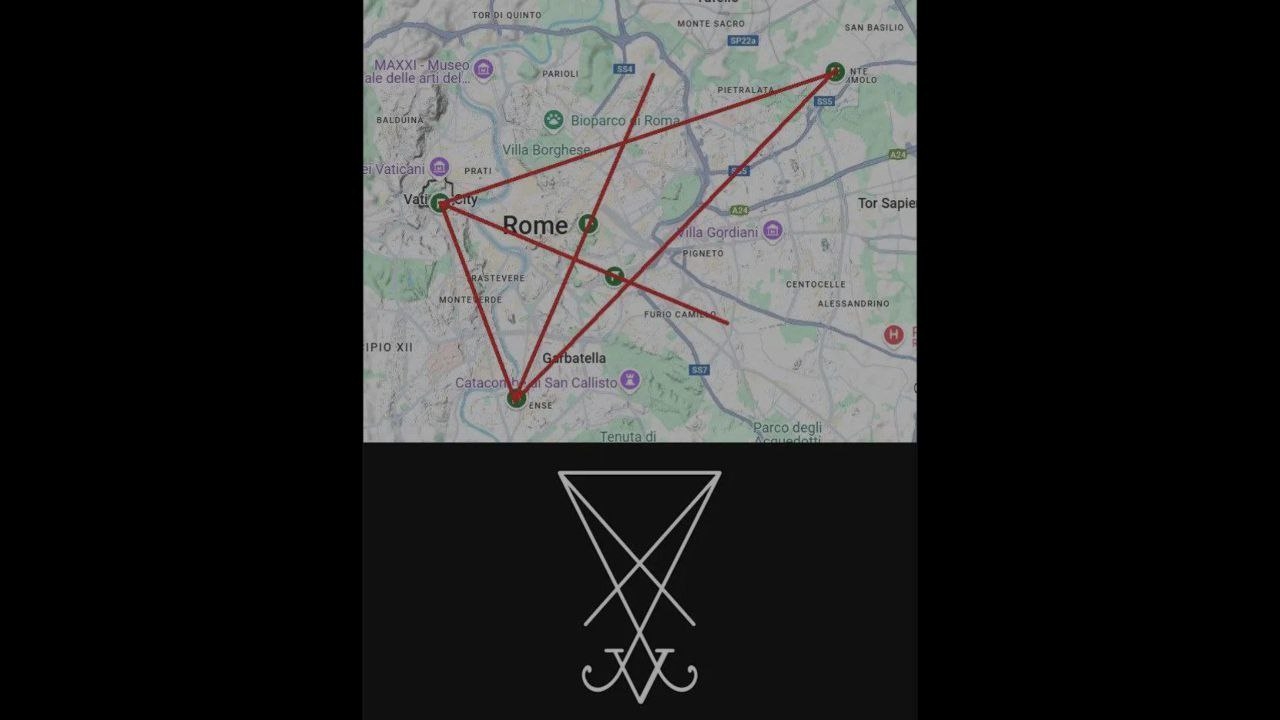 TOR DI QUINTO
MONTE SACRO
SAN BASILIO
SP22a
MAXXI - Museo
ale delle arti del...
SS4
PARIOLI
NTE
IMOLO
PIETRALATA
SS5
BALDUINA
Bioparco di Roma
Villa Borghese
A24
ei Vaticani
PRATI
Vati City
Tor Sapie
A24
Rome
Villa Gordiani
PIGNETO
RASTEVERE
CENTOCELLE
MONTEVERDE
ALESSANDRINO
FURIO CAMILLO
H
IPIO XII
Garbatella
SS7
Catacombe di San Callisto
ENSE
Parco degli
Acquedotti
Tenuta di